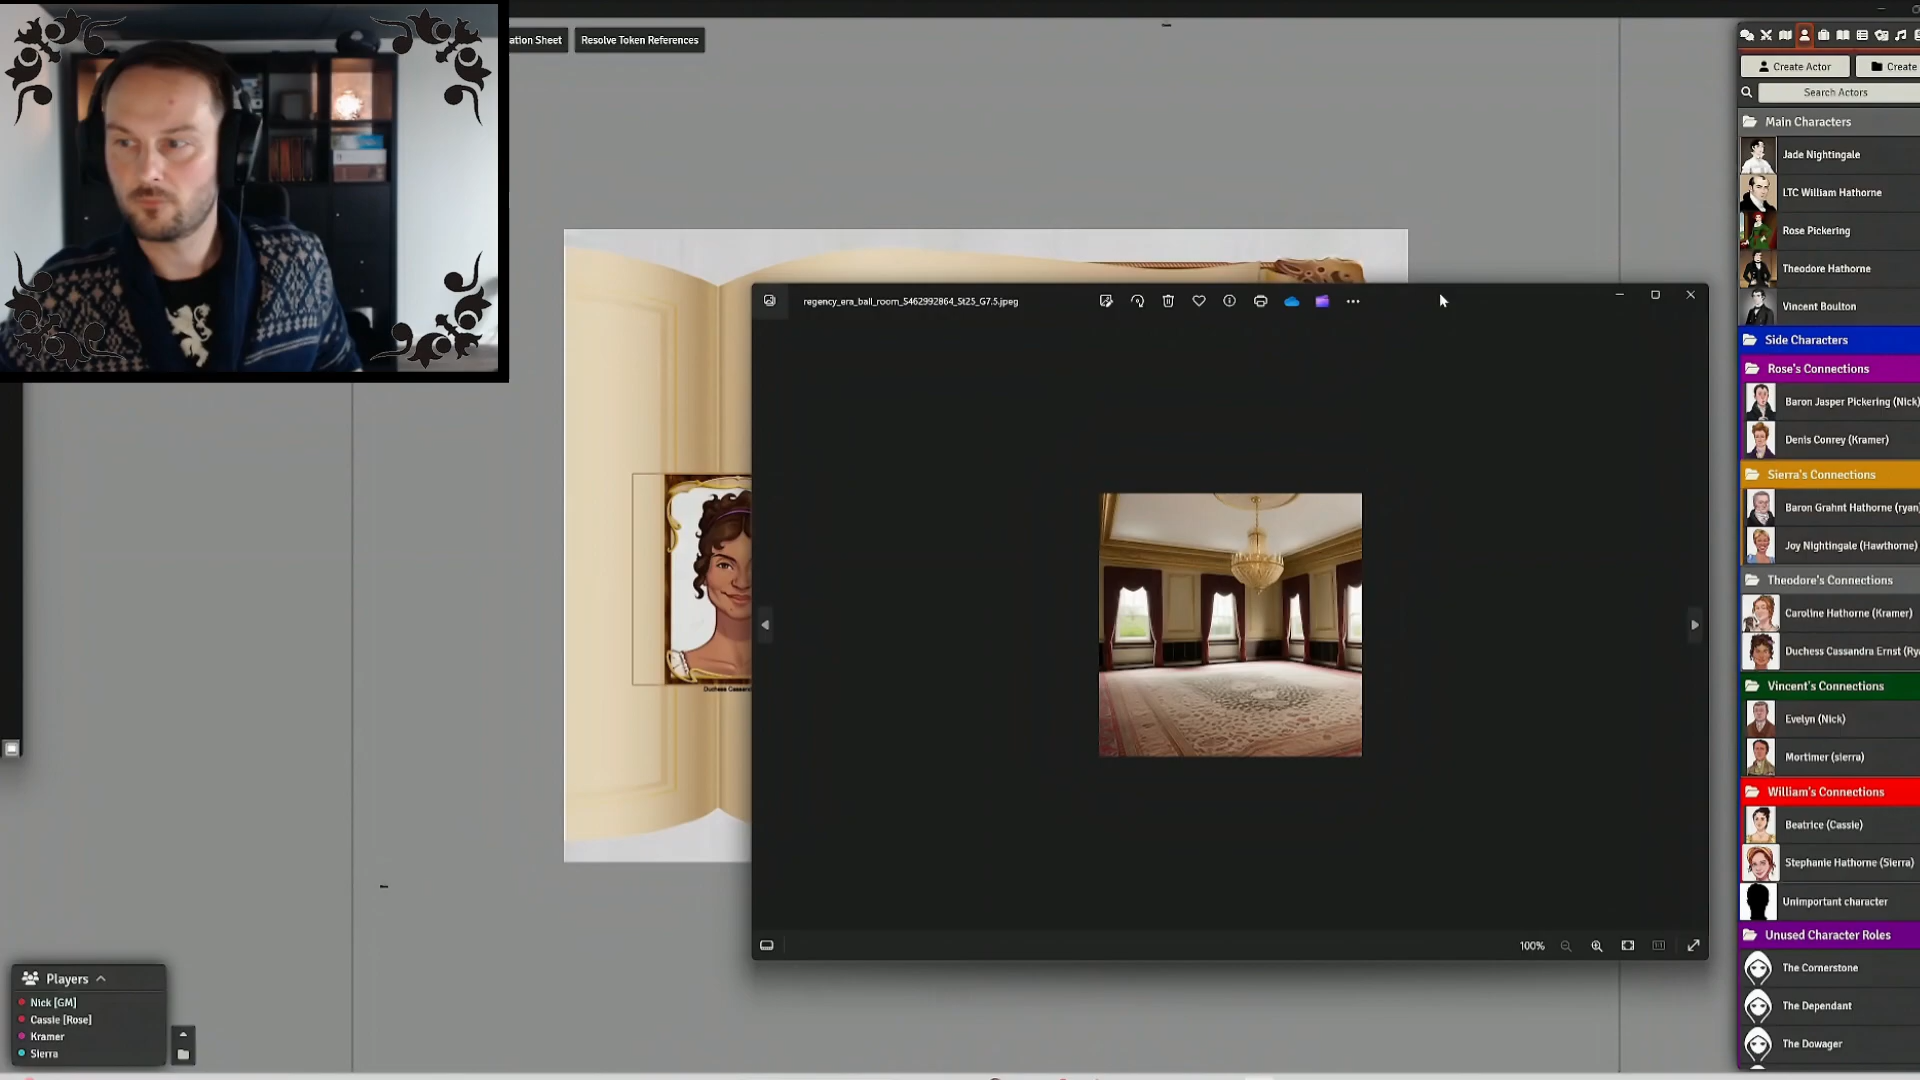 ation Sheet
Resolve Token References
Create Actor
Create
Search Actors
Main Characters
Jade Nightingale
LTC William Hathorne
Rose Pickering
Theodore Hathorne
Vincent Boulton
Side Characters
Rose's Connections
Baron Jasper Pickering (Nick)
Denis Conrey (Kramer)
Sierra's Connections
Baron Grahnt Hathorne (ryan)
Joy Nightingale (Hawthorne)
Theodore's Connections
Caroline Hathorne (Kramer)
Duchess Cassandra Ernst (Rya
Vincent's Connections
Evelyn (Nick)
Mortimer (sierra)
William's Connections
Beatrice (Cassie)
Stephanie Hathorne (Sierra)
Unimportant character
Unused Character Roles
The Cornerstone
The Dependant
The Dowager
regency_era_ball_room_S462992864_St25_G7.5.jpeg
Duchess Cassand
100%
Players
Nick [GM]
Cassie [Rose]
Kramer
Sierra